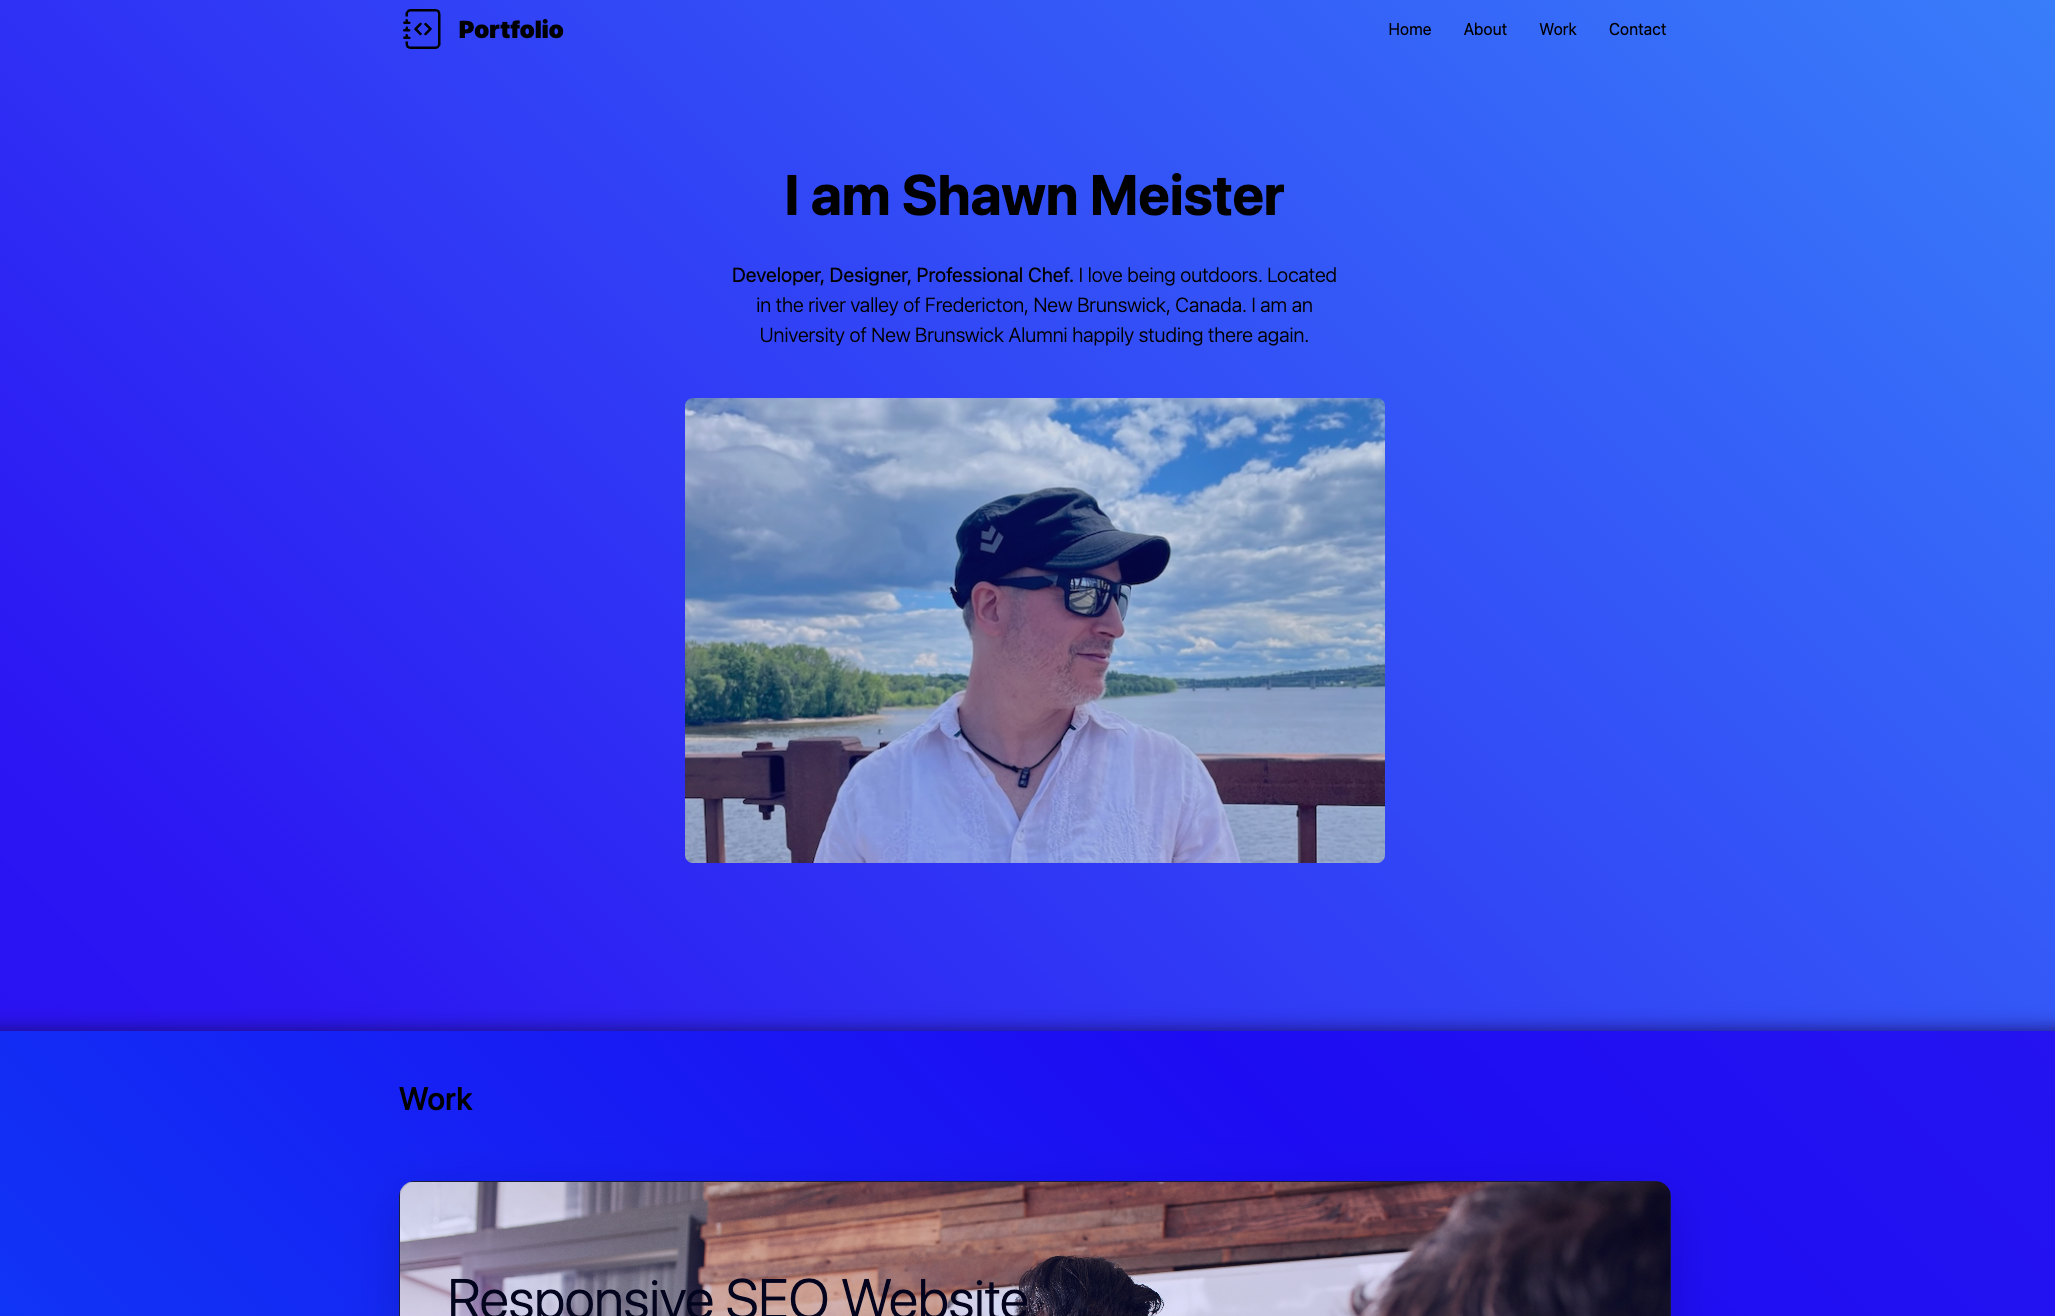 Portfolio
Home About Work Contact
I am Shawn Meister
Developer, Designer, Professional Chef. I love being outdoors. Located
in the river valley of Fredericton, New Brunswick, Canada. I am an
University of New Brunswick Alumni happily studing there again.
Work
Responsive SEO Website